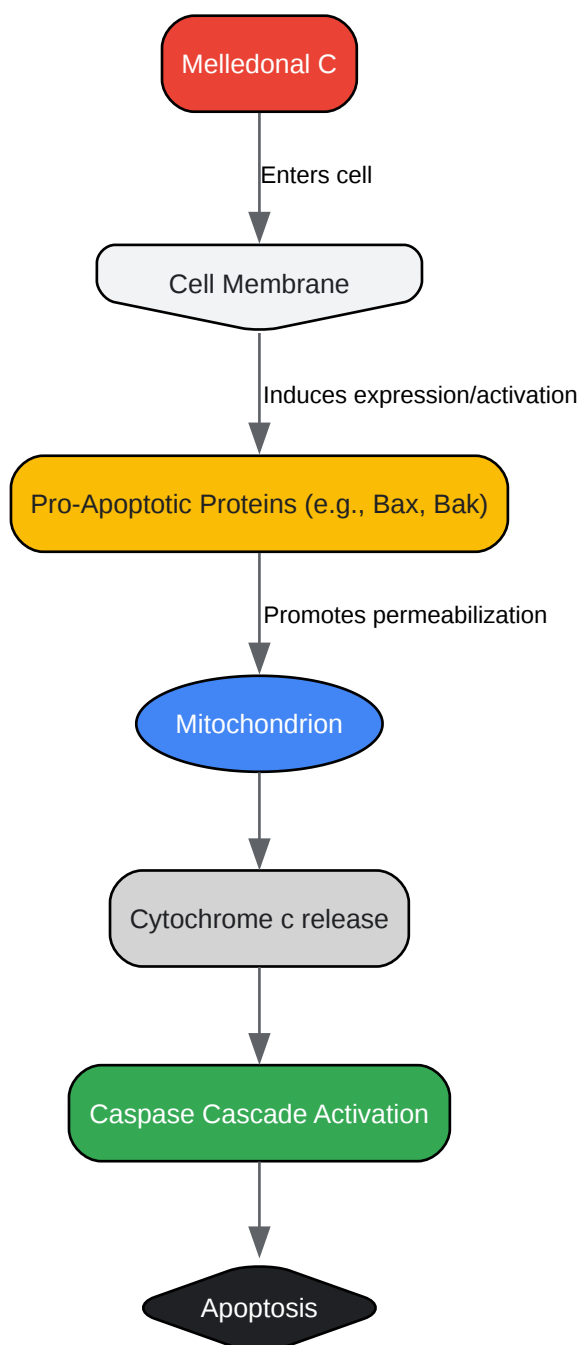 Melledonal C
Enters cell
Cell Membrane
Induces expression/activation
Pro-Apoptotic Proteins (e.g., Bax, Bak)
Promotes permeabilization
Mitochondrion
Cytochrome c release
Caspase Cascade Activation
Apoptosis